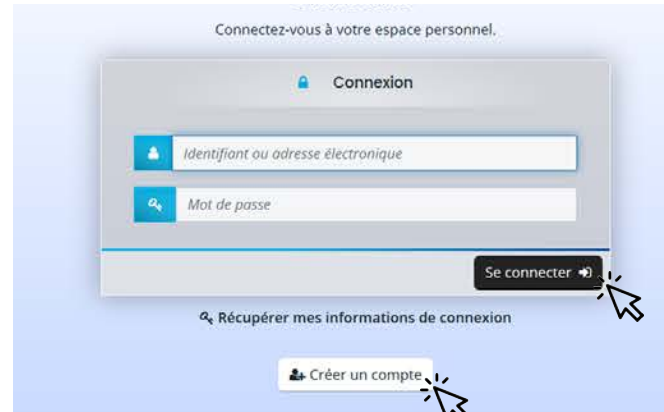 Connectez-vous à votre espace personnel.
Connexion
Identifiant ou adresse électronique
Mot de passe
Se connecter
Récupérer mes informations de connexion
Créer un compte